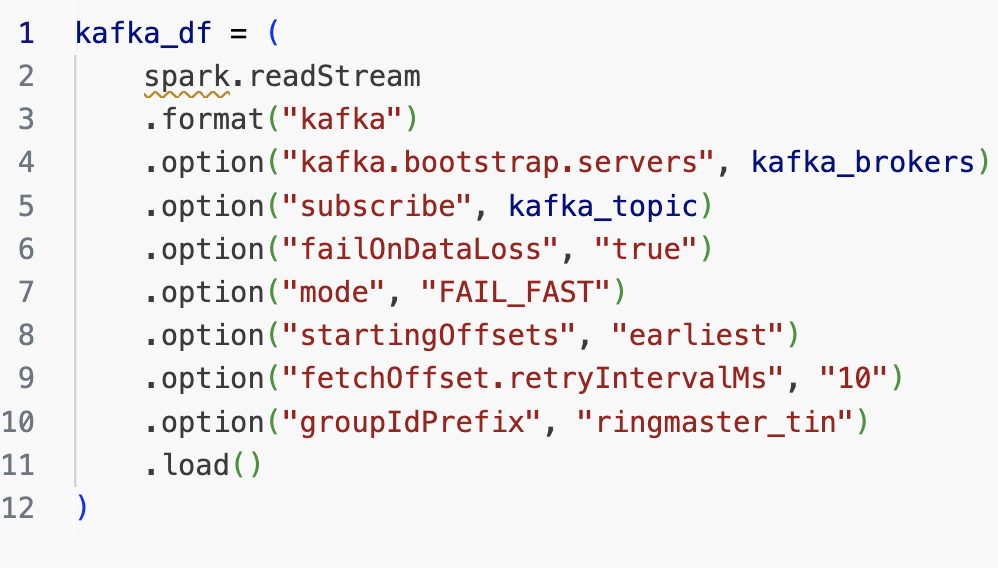 1 kafka_df = (
2 spark.readStream
3 .format("kafka")
4 .option("kafka.bootstrap.servers", kafka_brokers)
5 .option("subscribe", kafka_topic)
6 .option("failOnDataLoss", "true")
7 .option("mode", "FAIL_FAST")
8 .option("startingOffsets", "earliest")
9 .option("fetchOffset.retryIntervalMs", "10")
10 .option("groupIdPrefix", "ringmaster_tin")
11 .load()
12 )